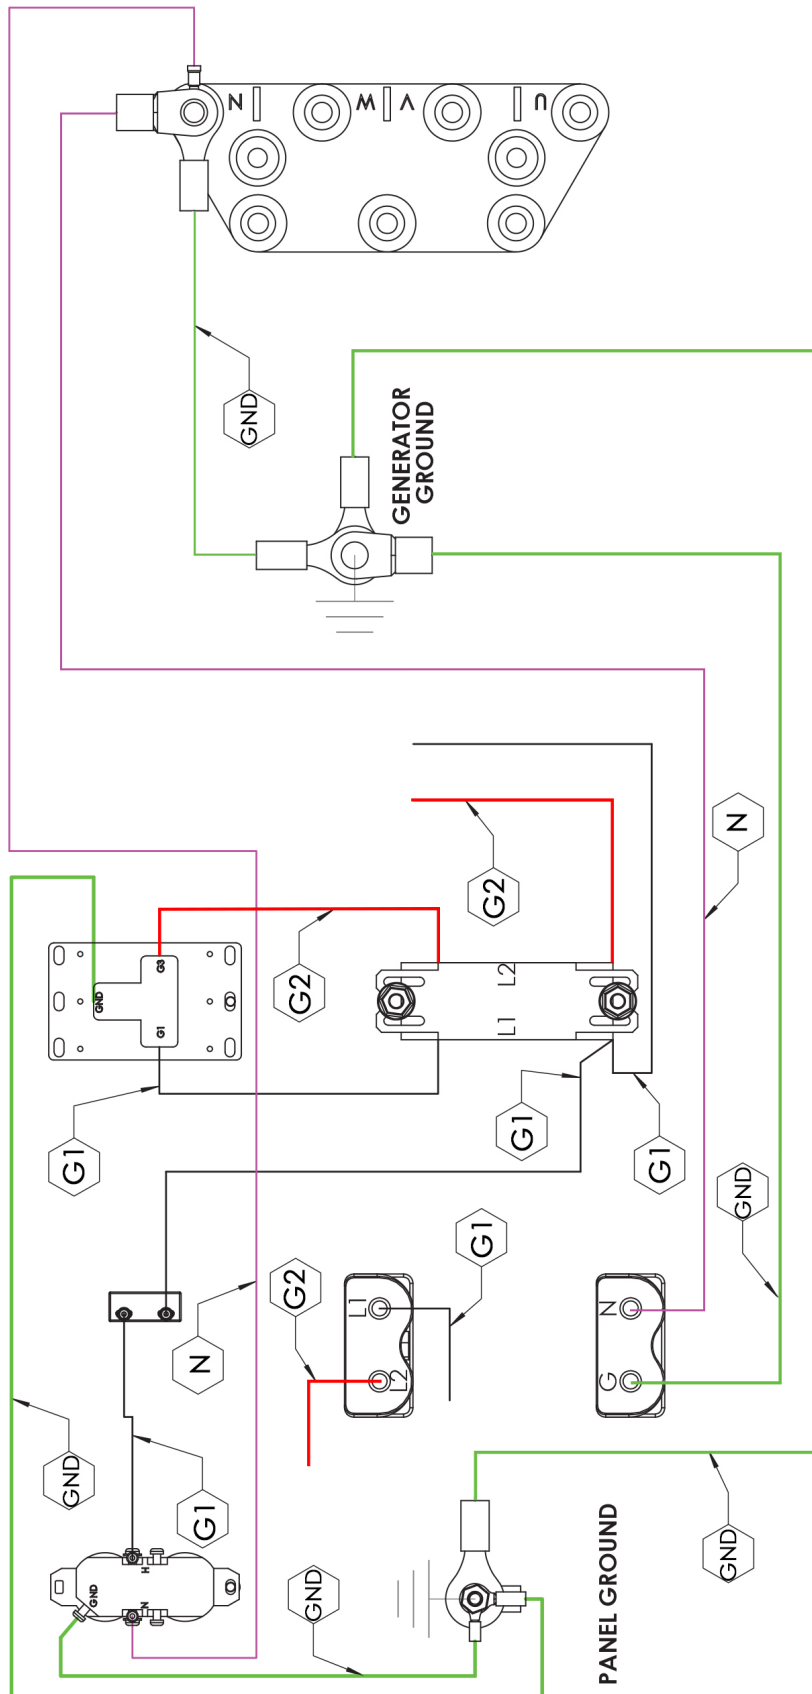 N
W
V
U
GND
GENERATOR
GROUND
N
G2
GND
G1
G3
G2
L1 L2
G1
G1
G1
GND
G1
N
G2
L1
L2
N
G
GND
G1
GND
N
H
GND
PANEL GROUND
GND